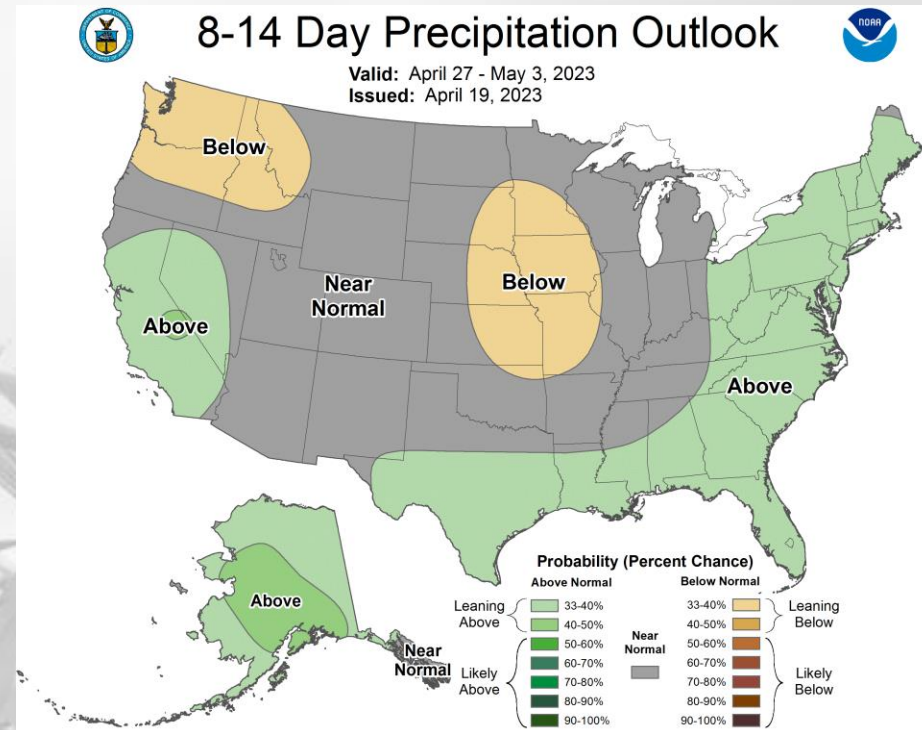 8-14 Day Precipitation Outlook
NOAA
Valid: April 27 - May 3, 2023
Issued: April 19, 2023
Below
Near
Normal
Below
Above
Above
Above
Near
Normal
Probability (Percent Chance)
Above Normal
Below Normal
Leaning
Above
33-40%
40-50%
Likely
Above
50-60%
60-70%
70-80%
80-90%
90-100%
Near
Normal
33-40%
40-50%
Leaning
Below
50-60%
60-70%
70-80%
80-90%
90-100%
Likely
Below